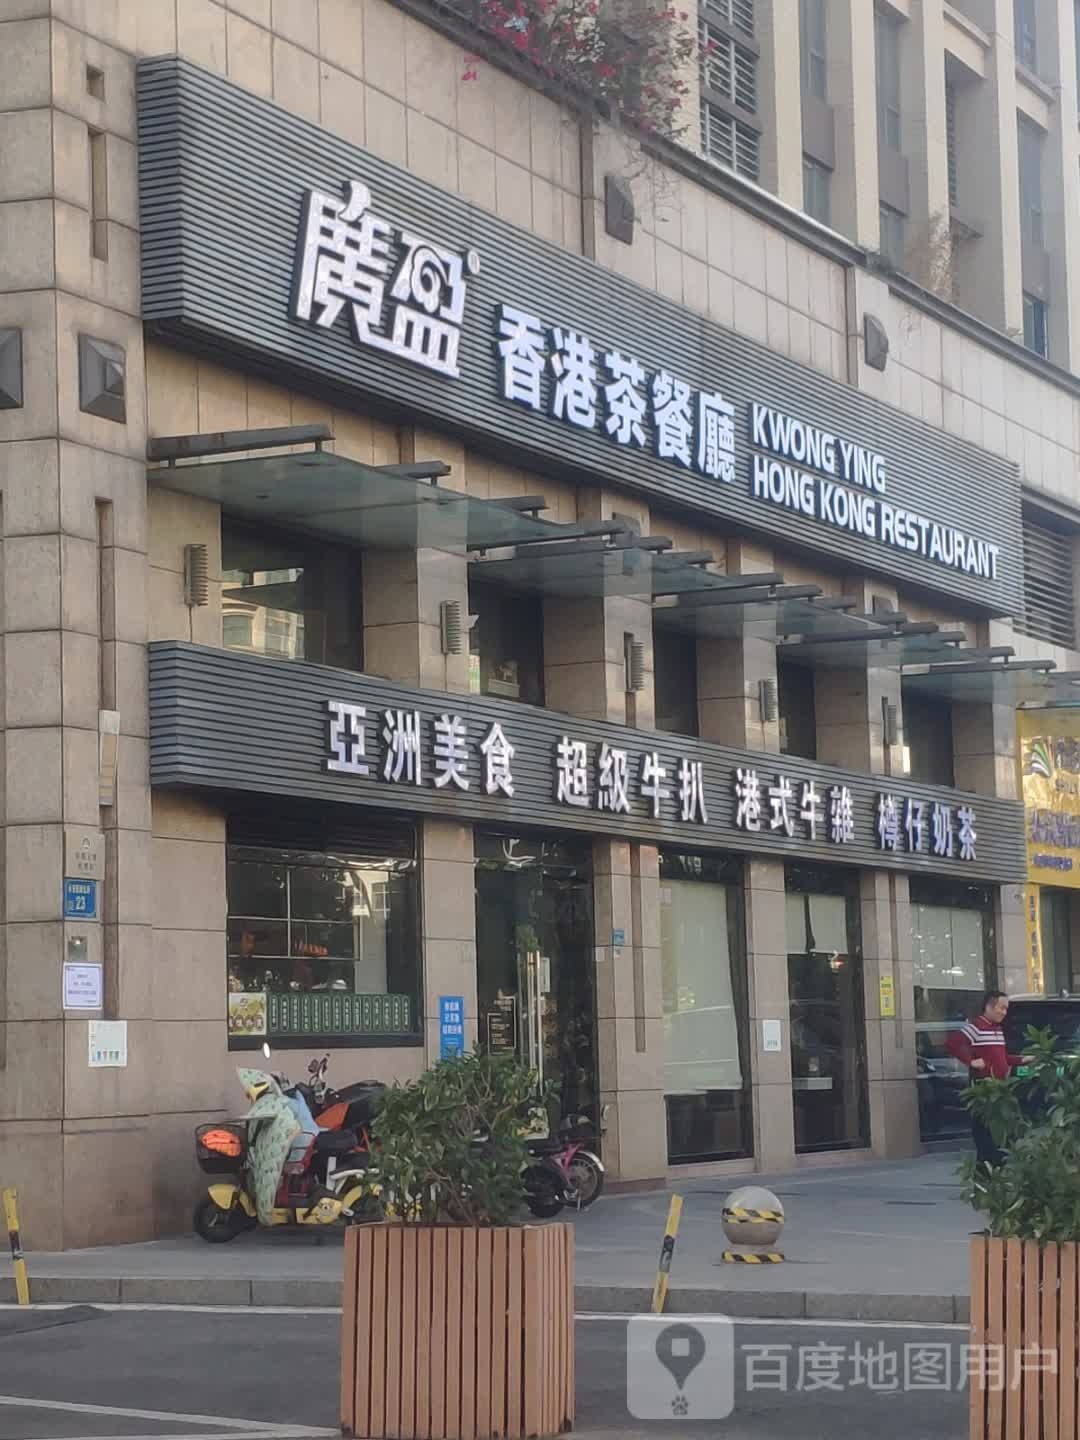 廣盈®
香港茶餐廳
KWONG YING
HONG KONG RESTAURANT
亞洲美食 超級牛扒 港式牛雜 樽仔奶茶
23
百度地图用户